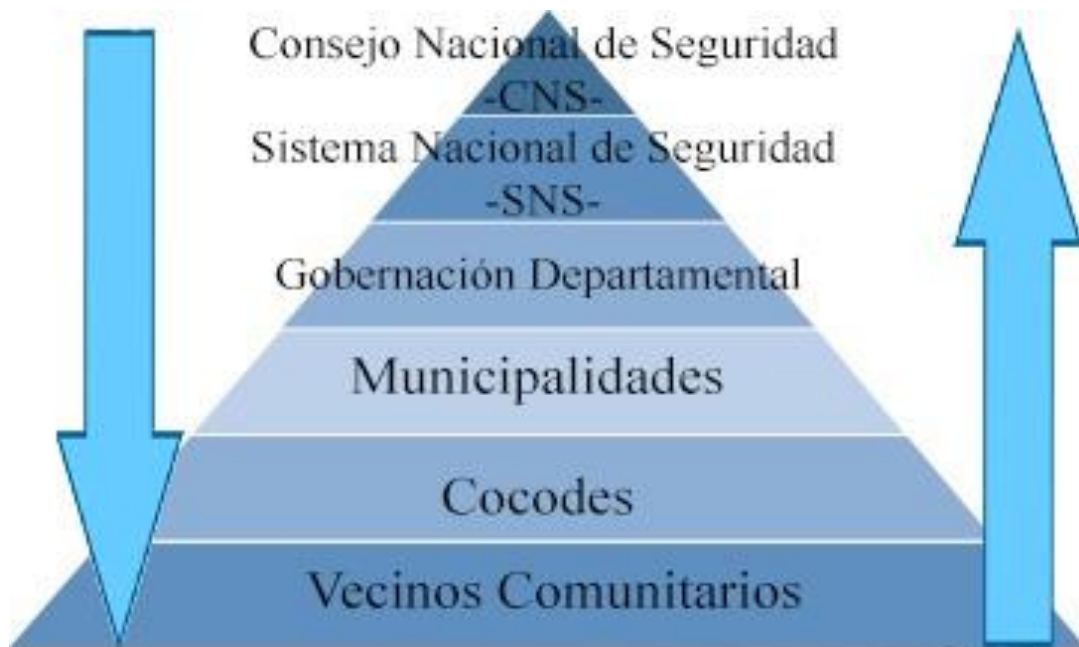 Consejo Nacional de Seguridad
-CNS-
Sistema Nacional de Seguridad
-SNS-
Gobernación Departamental
Municipalidades
Cocodes
Vecinos Comunitarios